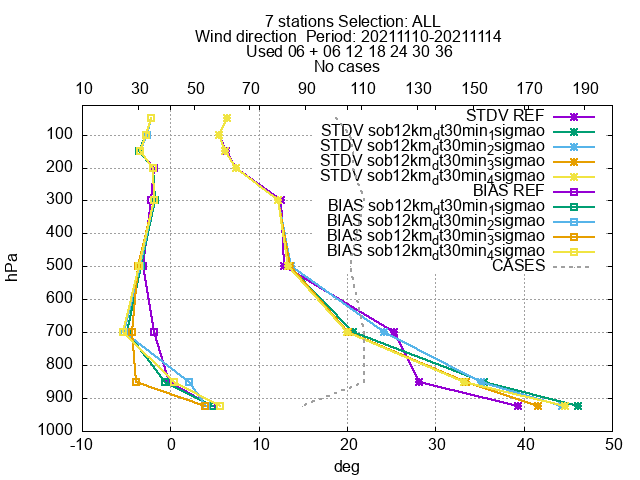 7 stations Selection: ALL
Wind direction  Period: 20211110-20211114
Used 06 + 06 12 18 24 30 36
No cases
10 30 50 70 90 110 130 150 170 190
STDV REF
STDV sob12km_dt30min_1sigmao
STDV sob12km_dt30min_2sigmao
STDV sob12km_dt30min_3sigmao
STDV sob12km_dt30min_4sigmao
BIAS REF
BIAS sob12km_dt30min_1sigmao
BIAS sob12km_dt30min_2sigmao
BIAS sob12km_dt30min_3sigmao
BIAS sob12km_dt30min_4sigmao
CASES
hPa
100
200
300
400
500
600
700
800
900
1000
-10 0 10 20 30 40 50
deg